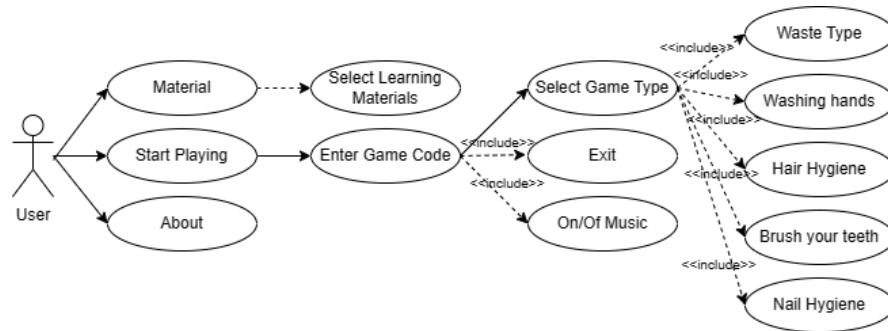 Waste Type
<<include>>
Material
Select Learning
Materials
Select Game Type
<<include>>
Washing hands
<<include>>
User
Start Playing
Enter Game Code
<<include>>
Exit
<<include>>
Hair Hygiene
<<include>>
About
On/Of Music
Brush your teeth
<<include>>
Nail Hygiene